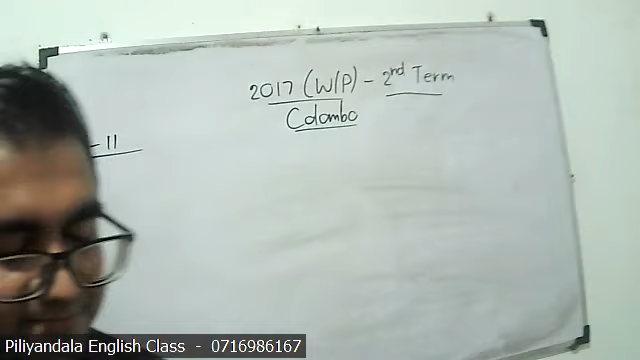 2017 (W/P) - 2nd Term
Colombo
- 11
Piliyandala English Class - 0716986167